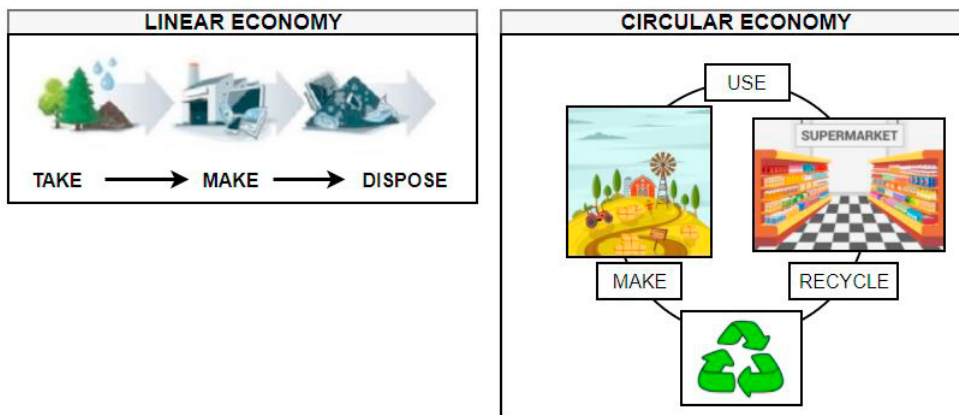 LINEAR ECONOMY
TAKE MAKE DISPOSE
CIRCULAR ECONOMY
USE
SUPERMARKET
MAKE RECYCLE